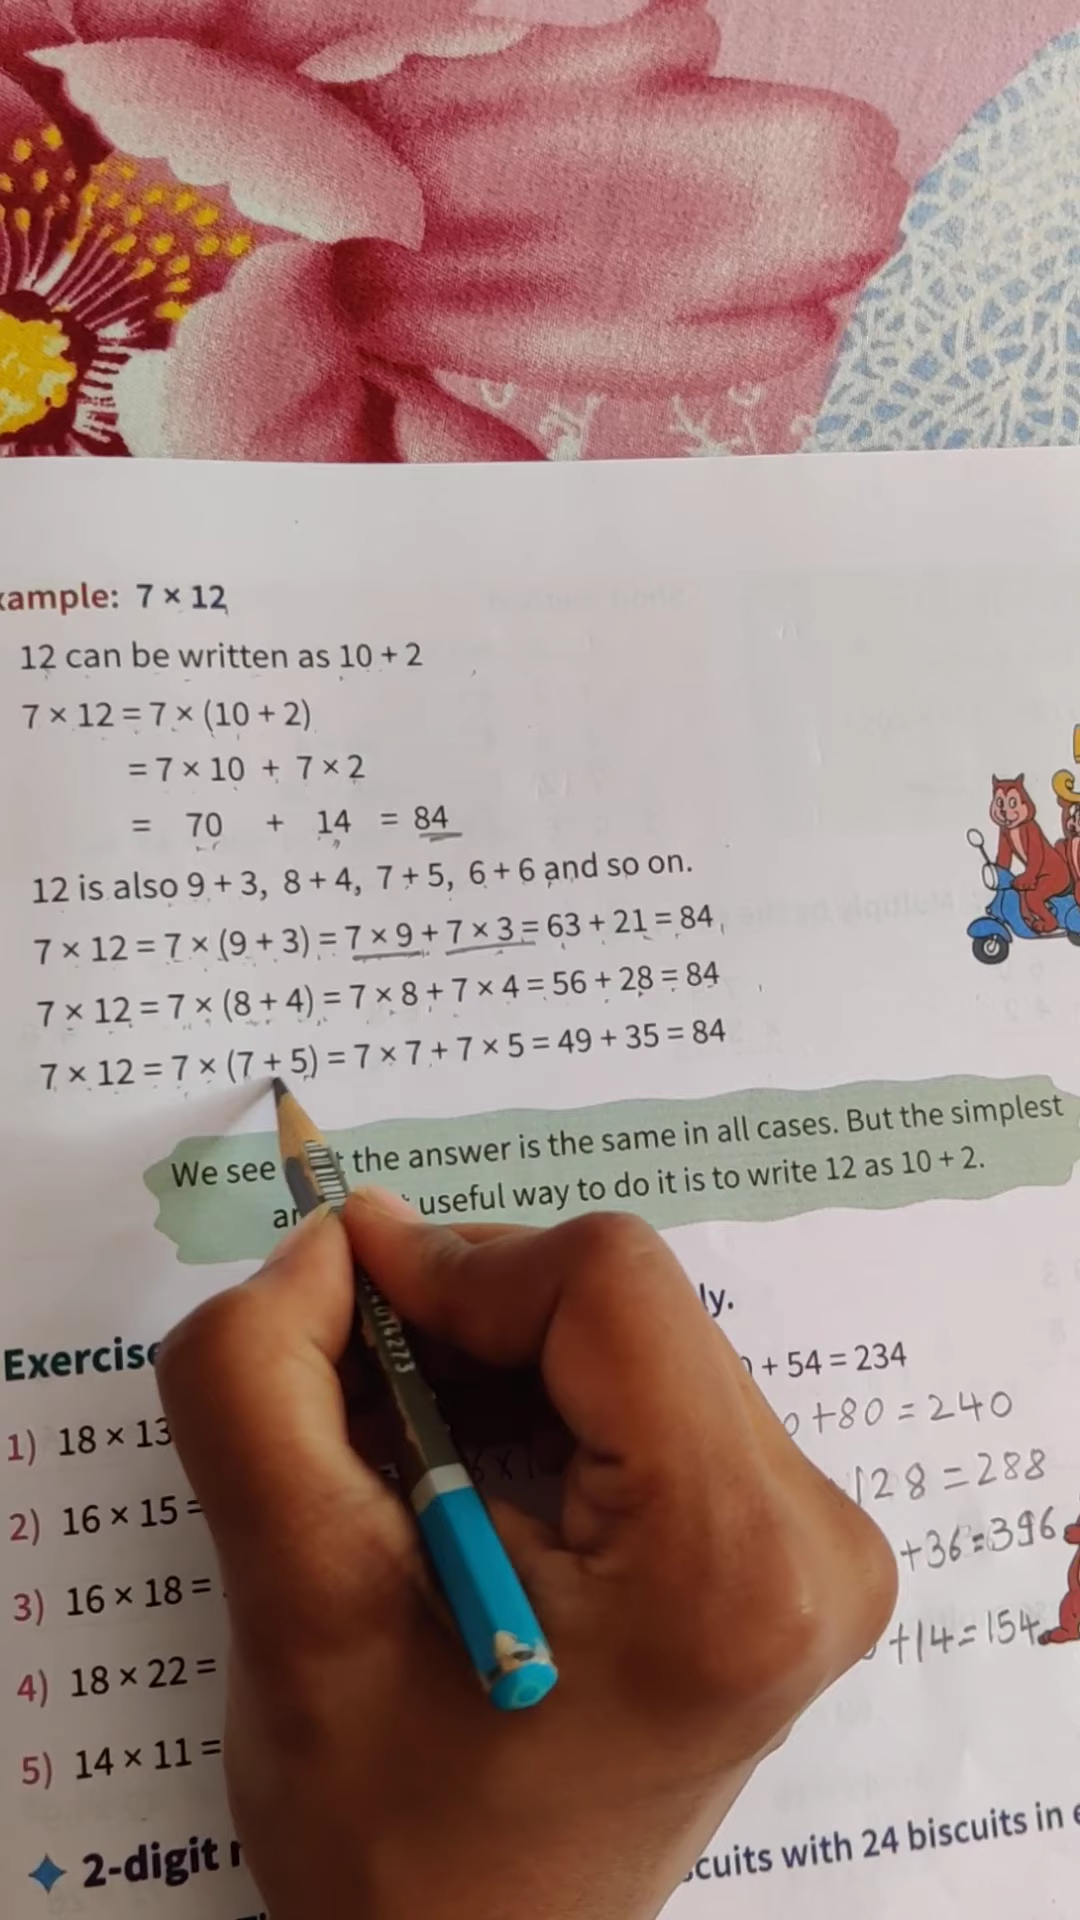 xample: 7 × 12
12 can be written as 10 + 2
7 × 12 = 7 × (10 + 2)
= 7 × 10 + 7 × 2
= 70 + 14 = 84
12 is also 9 + 3, 8 + 4, 7 + 5, 6 + 6 and so on.
7 × 12 = 7 × (9 + 3) = 7 × 9 + 7 × 3 = 63 + 21 = 84
7 × 12 = 7 × (8 + 4) = 7 × 8 + 7 × 4 = 56 + 28 = 84
7 × 12 = 7 × (7 + 5) = 7 × 7 + 7 × 5 = 49 + 35 = 84
We see the answer is the same in all cases. But the simplest
useful way to do it is to write 12 as 10 + 2.
Exercise ly.
1) 18 × 13 + 54 = 234
2) 16 × 15 = +80 = 240
3) 16 × 18 = 128 = 288
4) 18 × 22 = +36=396
5) 14 × 11 = +14=154
2-digit cuits with 24 biscuits in
4014273